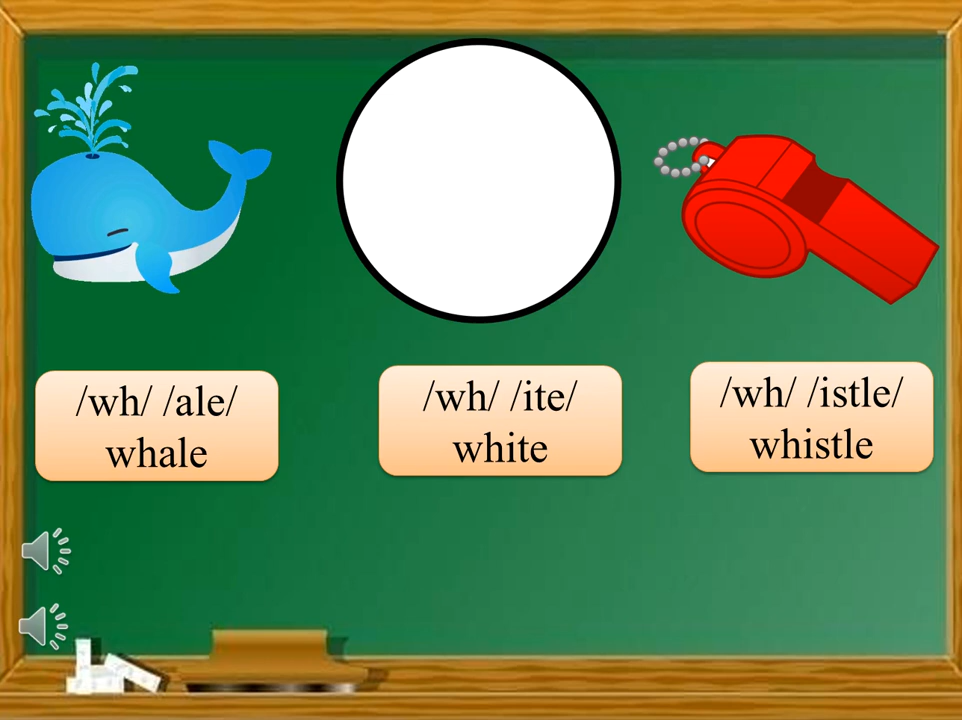 /wh/ /ale/
whale
/wh/ /ite/
white
/wh/ /istle/
whistle